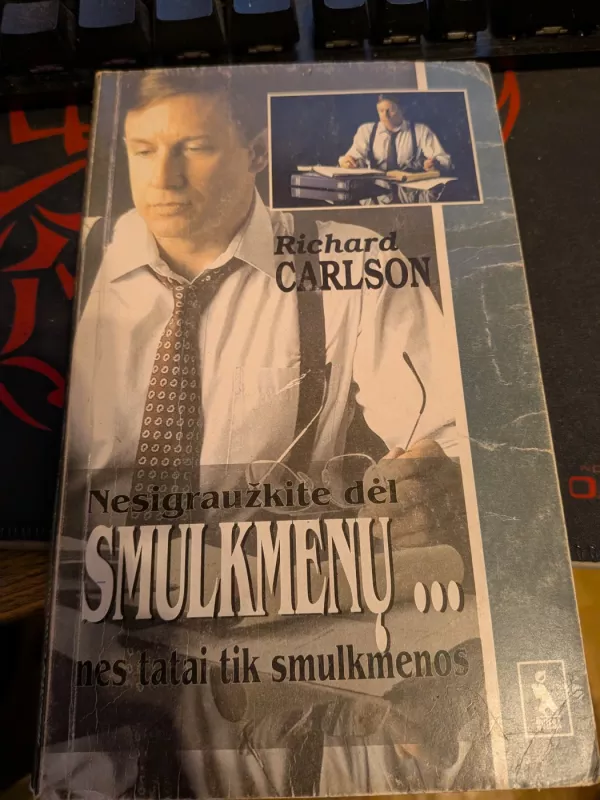 Richard
CARLSON
Nesigraužkite dėl
SMULKMENŲ ...
nes tatai tik smulkmenos